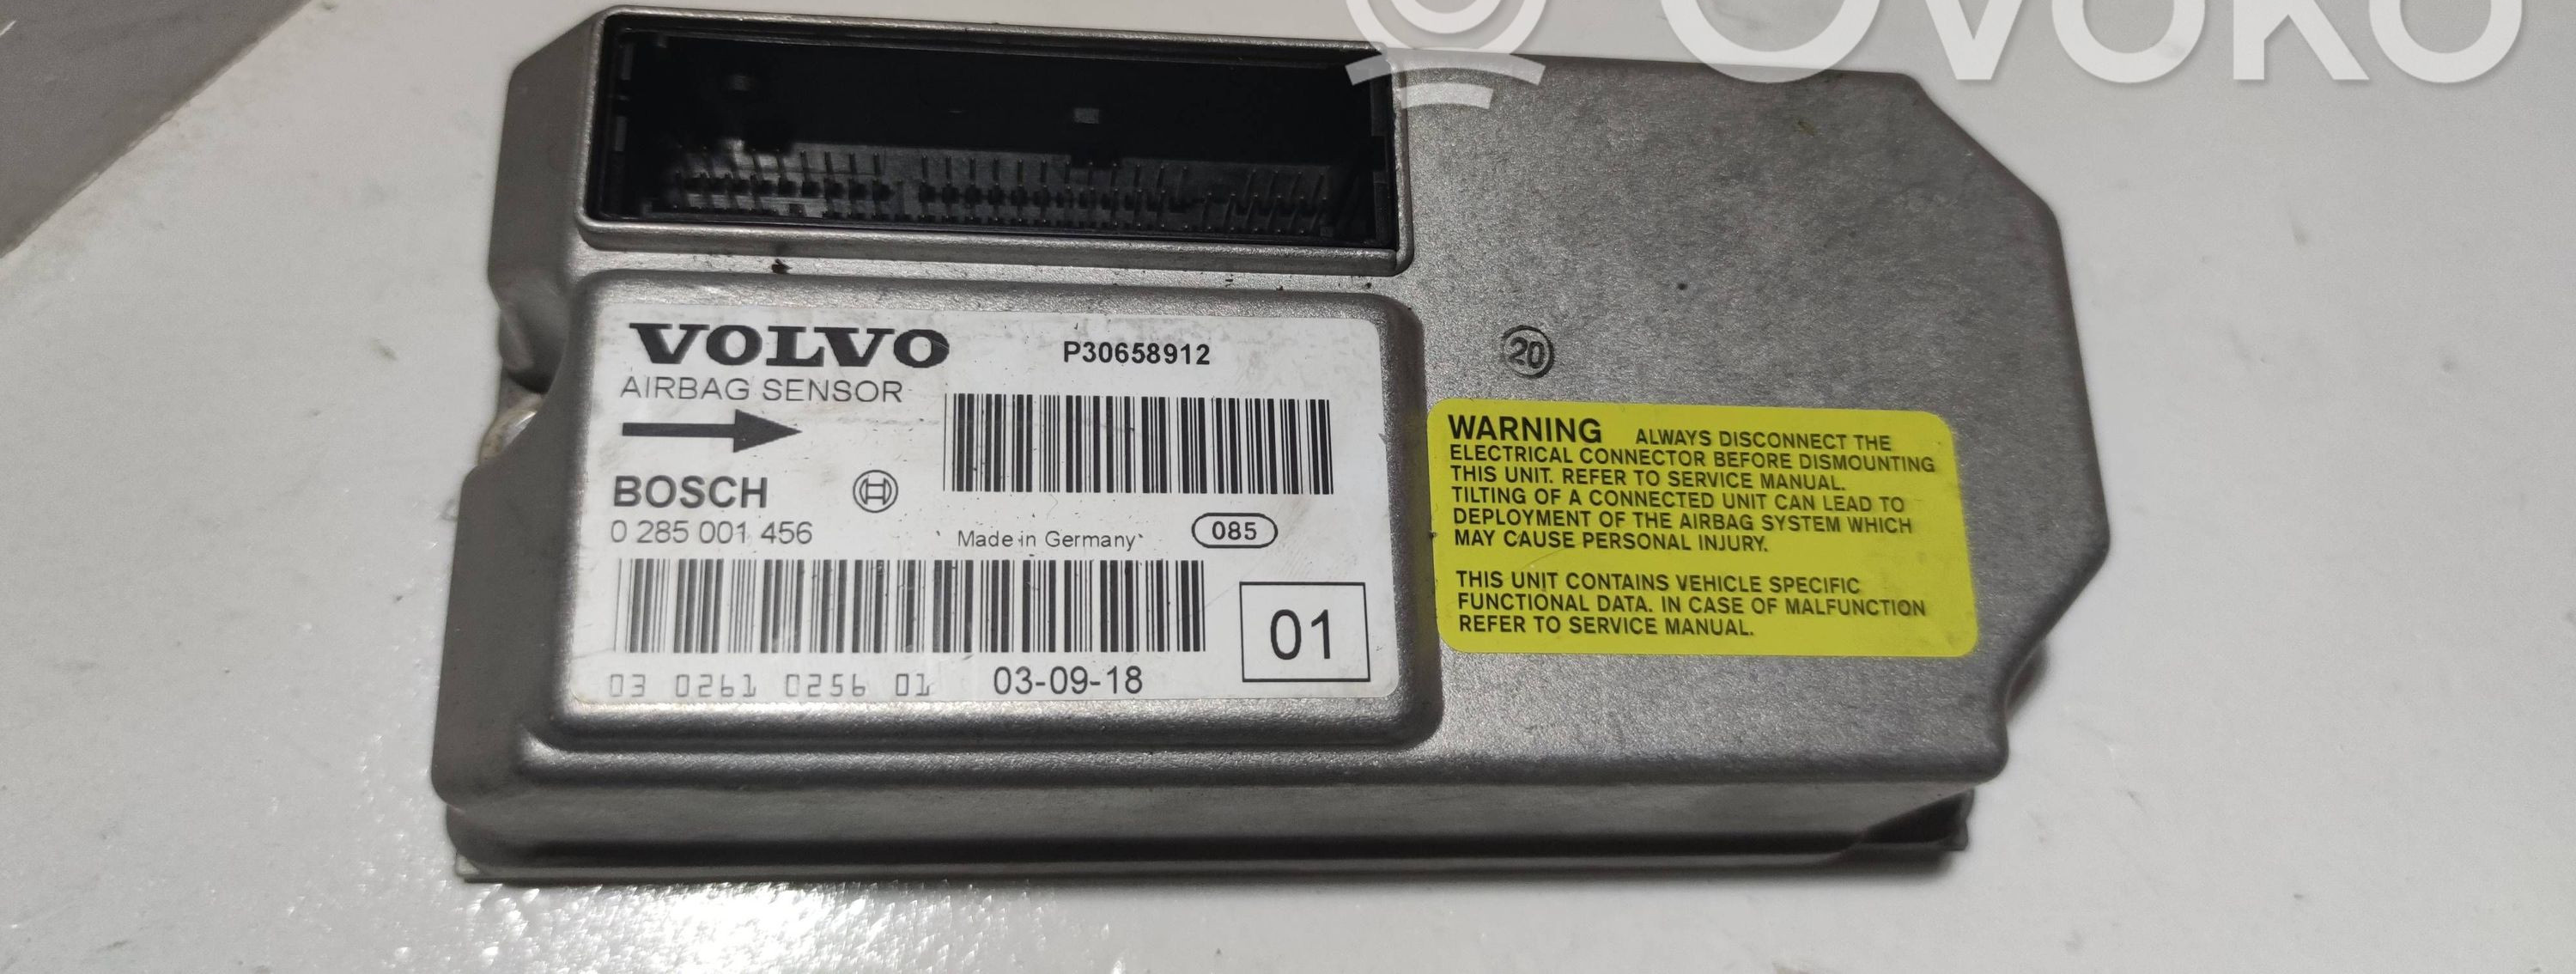 OVOKO
VOLVO
P30658912
AIRBAG SENSOR
BOSCH
0 285 001 456
Made in Germany
085
03 0261 0256 01
03-09-18
01
20
WARNING ALWAYS DISCONNECT THE
ELECTRICAL CONNECTOR BEFORE DISMOUNTING
THIS UNIT. REFER TO SERVICE MANUAL.
TILTING OF A CONNECTED UNIT CAN LEAD TO
DEPLOYMENT OF THE AIRBAG SYSTEM WHICH
MAY CAUSE PERSONAL INJURY.
THIS UNIT CONTAINS VEHICLE SPECIFIC
FUNCTIONAL DATA. IN CASE OF MALFUNCTION
REFER TO SERVICE MANUAL.